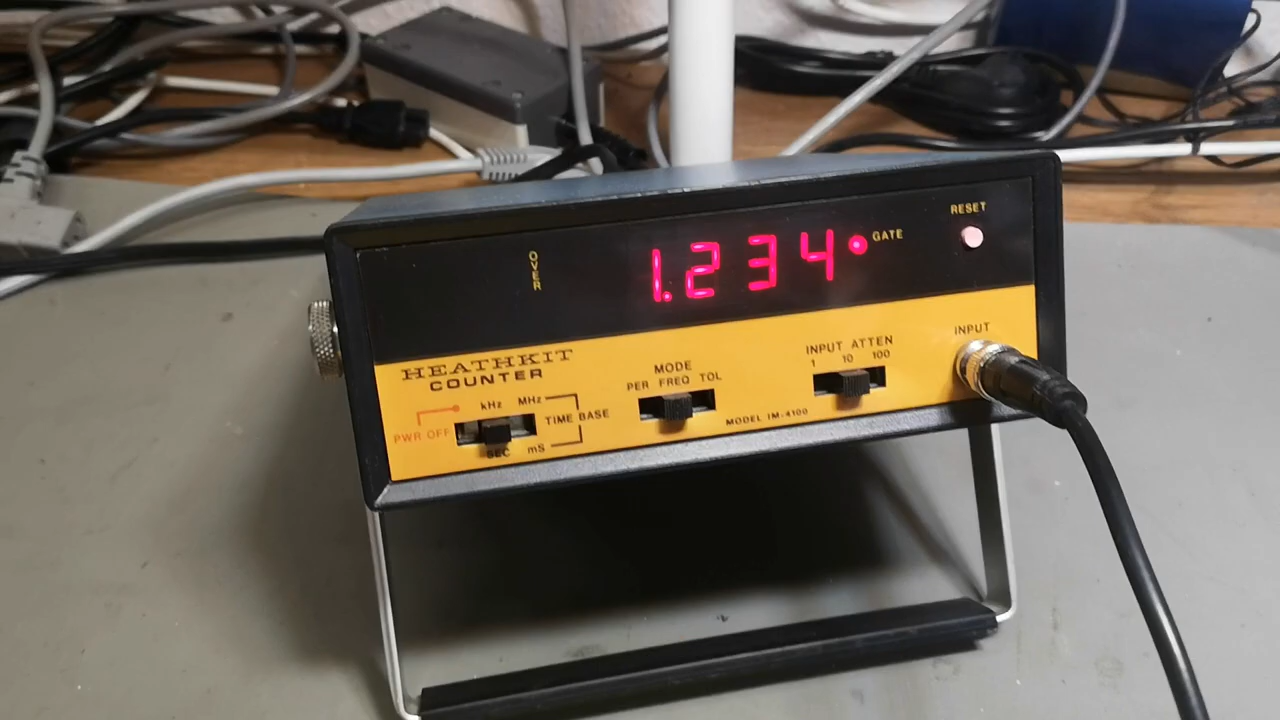 RESET
OVER
1.234
GATE
INPUT
HEATHKIT
COUNTER
MODE
PER FREQ TOL
INPUT ATTEN
1 10 100
kHz MHz
PWR OFF
TIME BASE
SEC mS
MODEL IM-4100